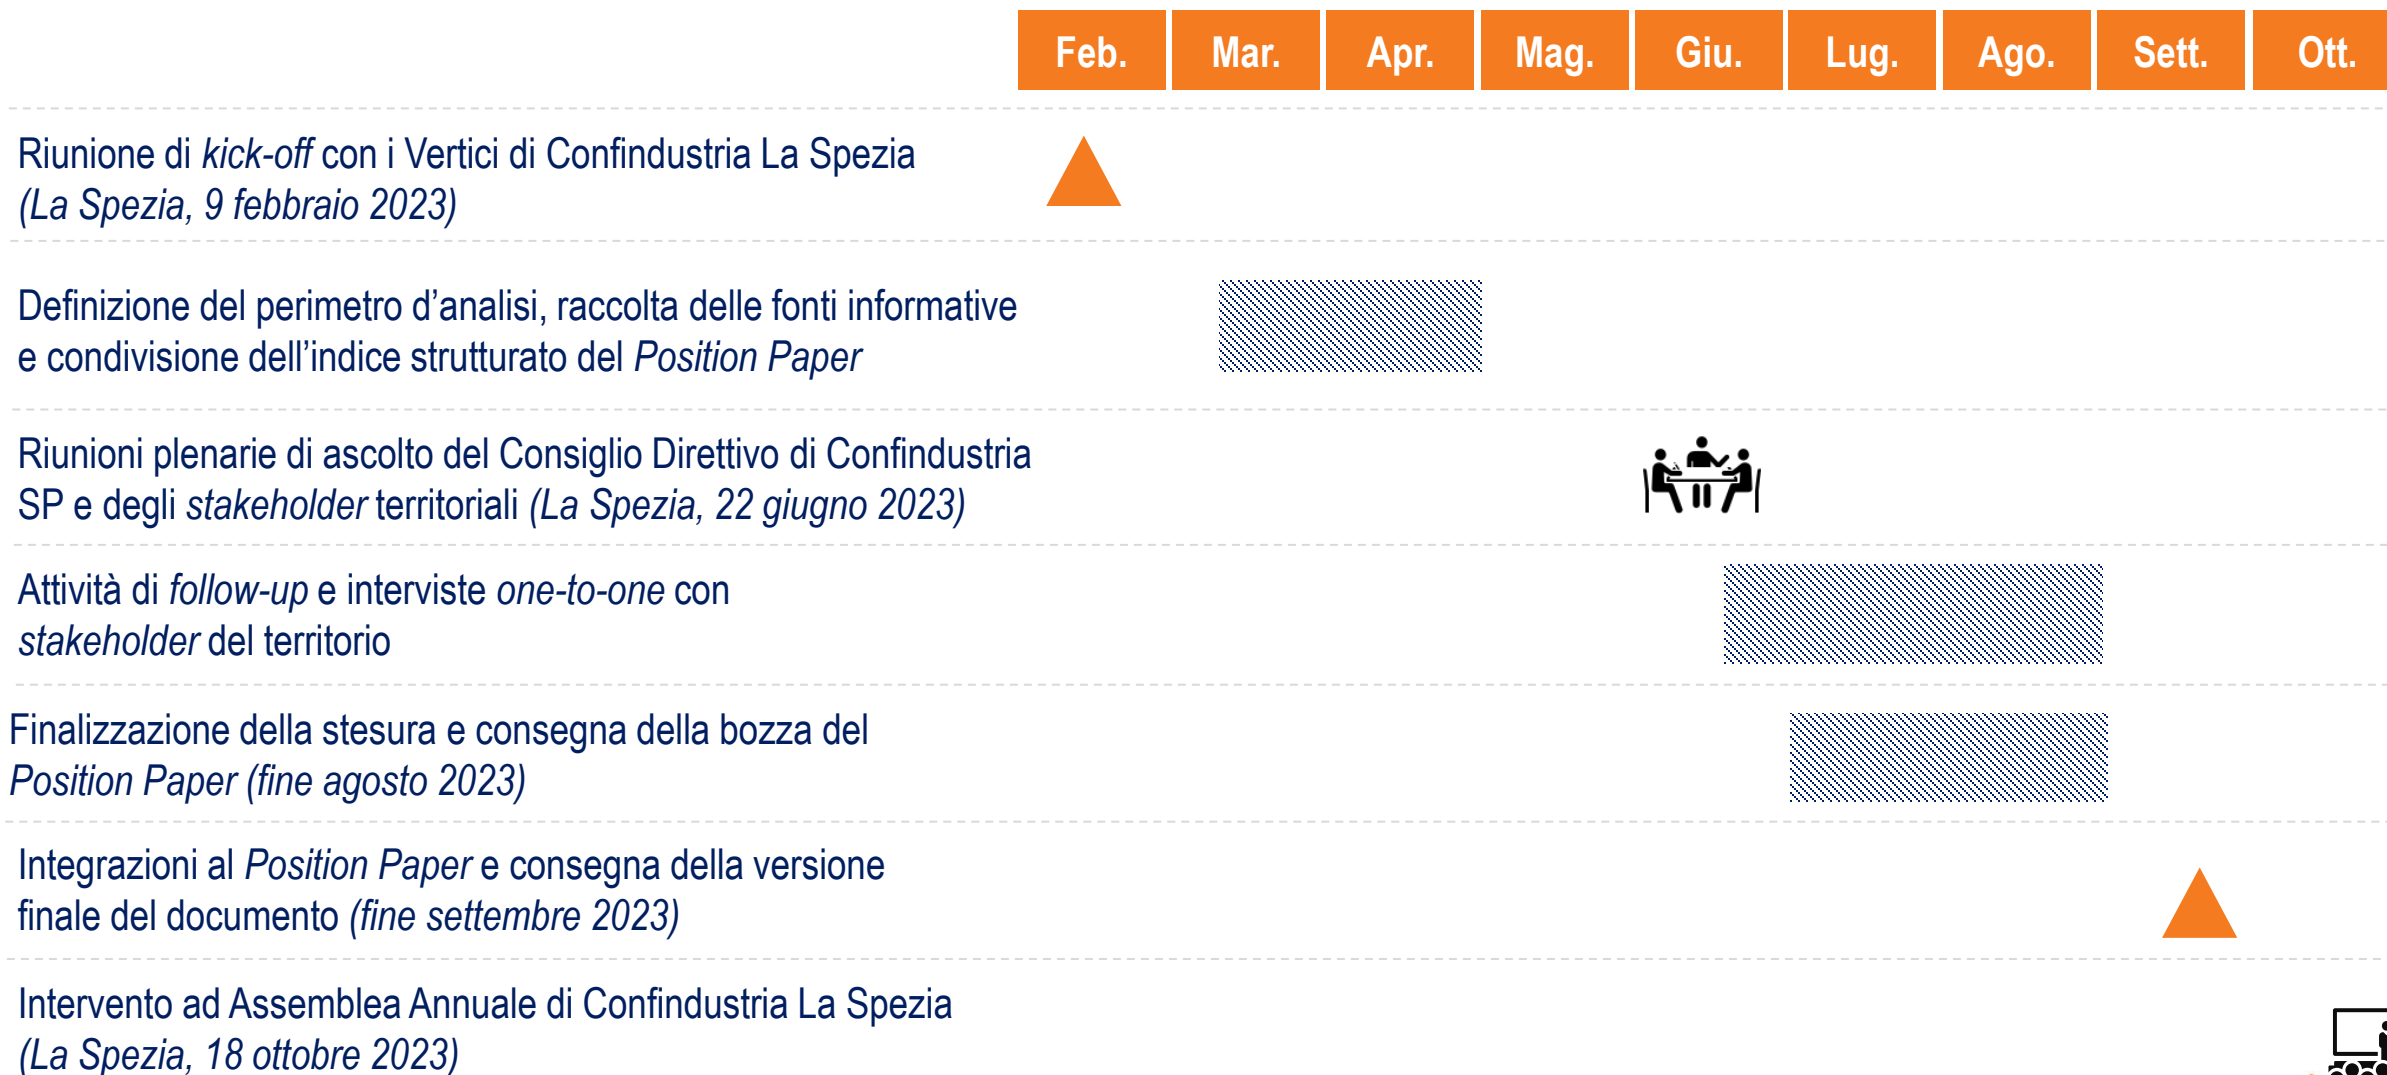 Feb. Mar. Apr. Mag. Giu. Lug. Ago. Sett. Ott.
Riunione di kick-off con i Vertici di Confindustria La Spezia
(La Spezia, 9 febbraio 2023)
Definizione del perimetro d’analisi, raccolta delle fonti informative
e condivisione dell’indice strutturato del Position Paper
Riunioni plenarie di ascolto del Consiglio Direttivo di Confindustria
SP e degli stakeholder territoriali (La Spezia, 22 giugno 2023)
Attività di follow-up e interviste one-to-one con
stakeholder del territorio
Finalizzazione della stesura e consegna della bozza del
Position Paper (fine agosto 2023)
Integrazioni al Position Paper e consegna della versione
finale del documento (fine settembre 2023)
Intervento ad Assemblea Annuale di Confindustria La Spezia
(La Spezia, 18 ottobre 2023)